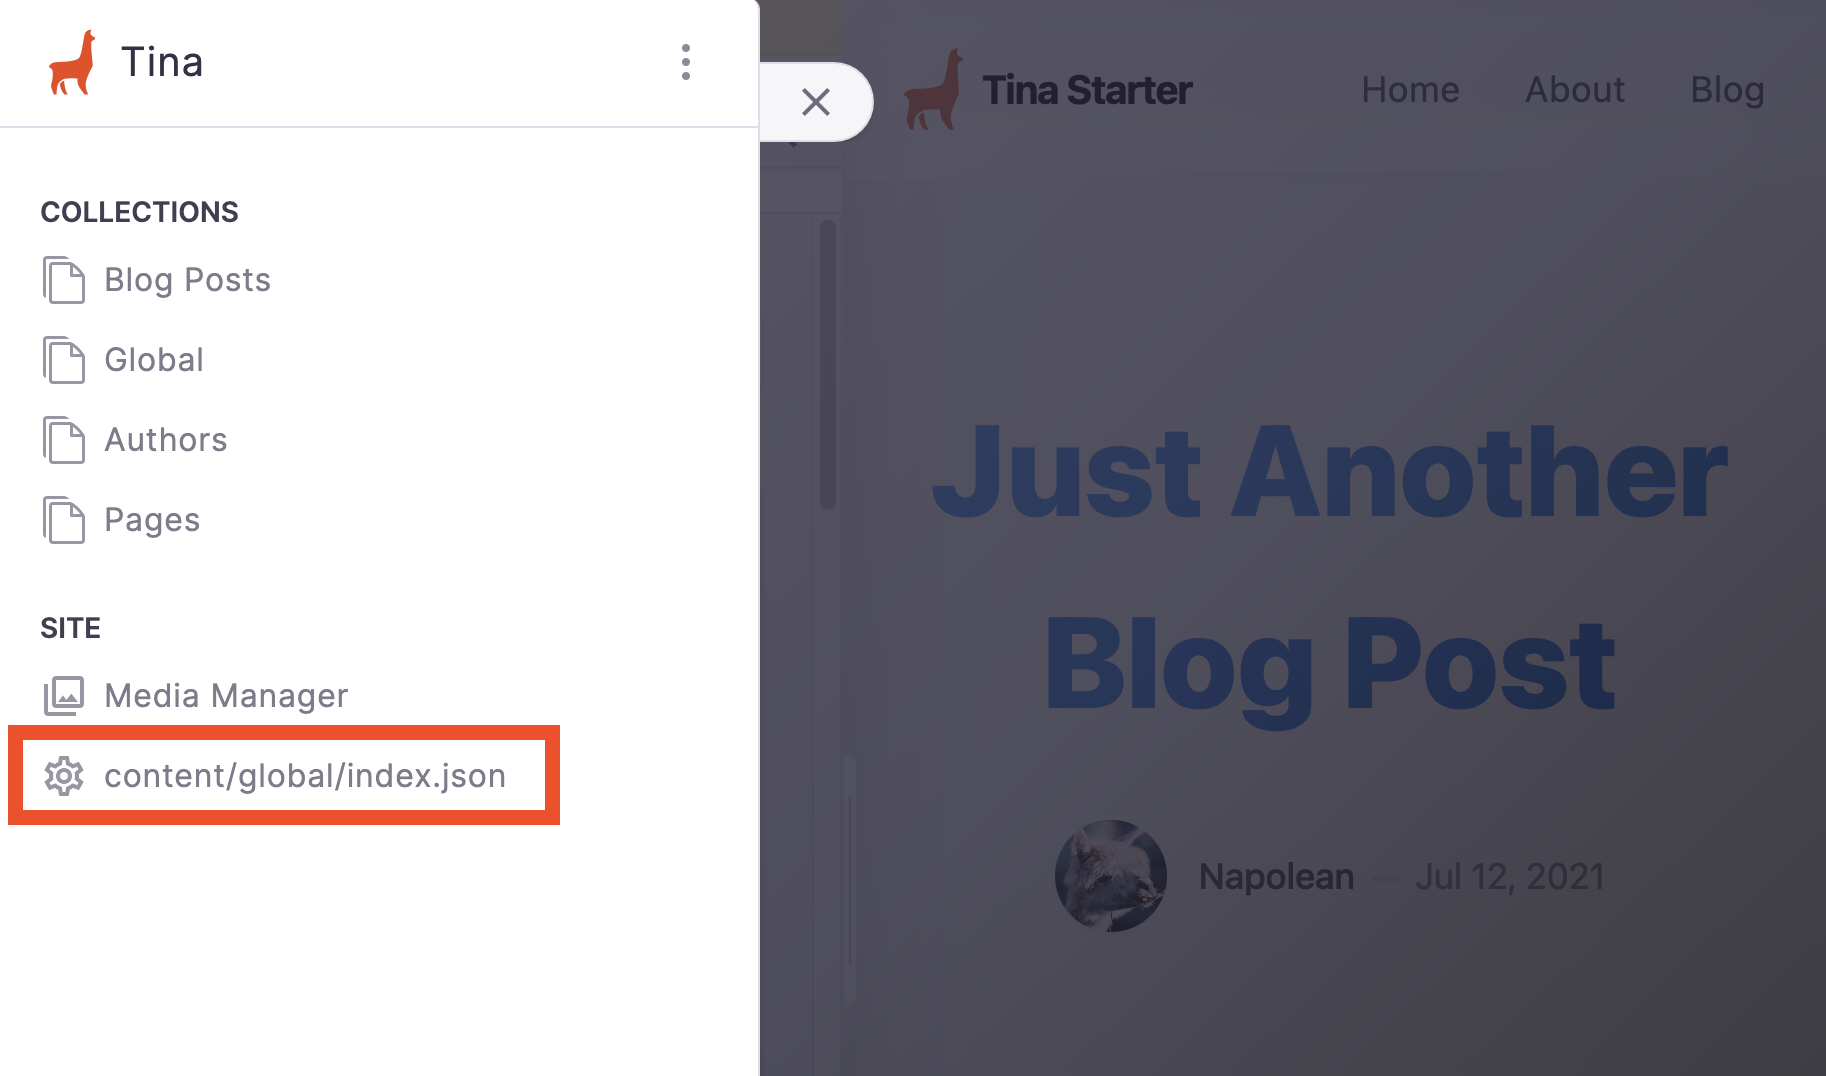 Tina
COLLECTIONS
Blog Posts
Global
Authors
Pages
SITE
Media Manager
content/global/index.json
Tina Starter
Home
About
Blog
Just Another
Blog Post
Napolean — Jul 12, 2021